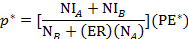 p* = [ (NI_A + NI_B) / (N_B + (ER)(N_A)) ] (PE*)